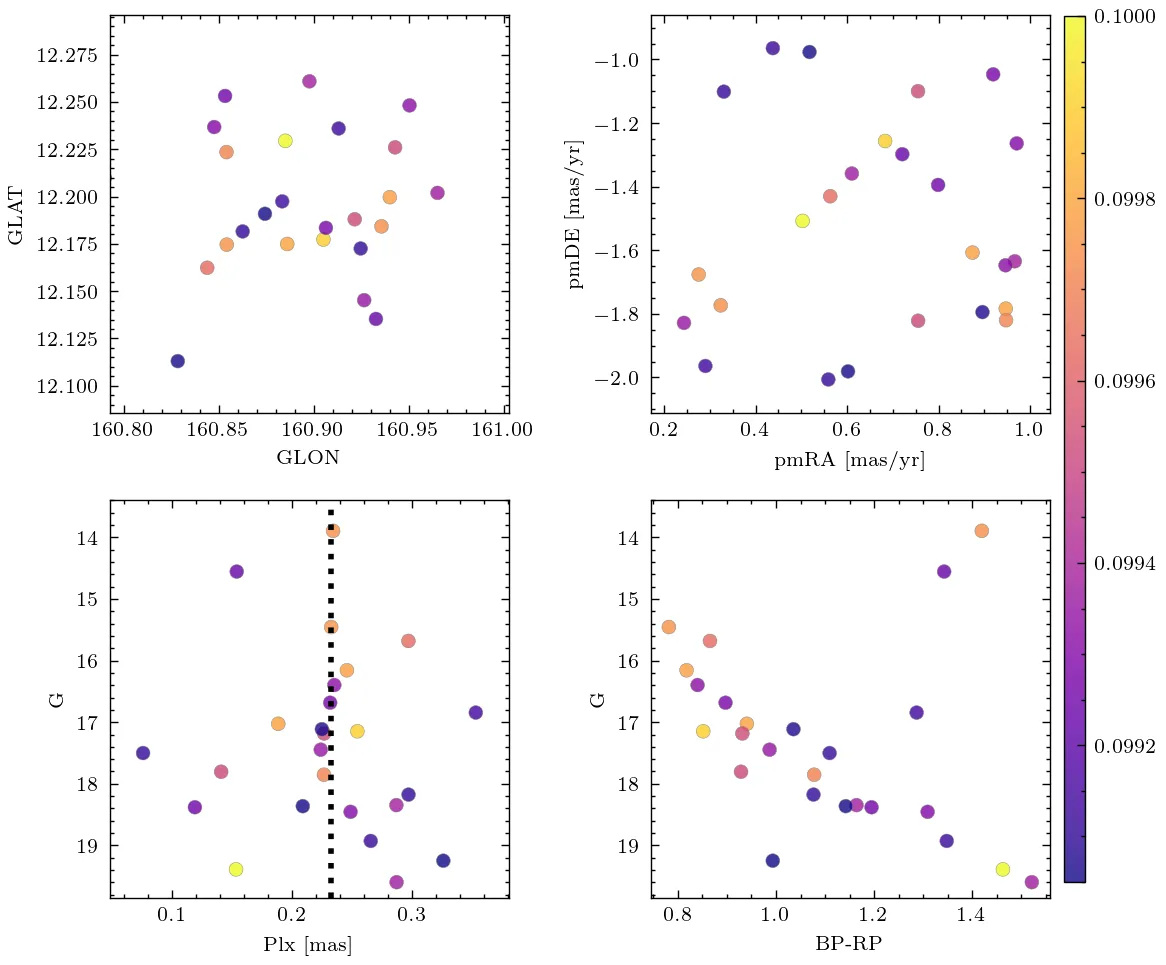 12.275
12.250
12.225
12.200
12.175
12.150
12.125
12.100
GLAT
160.80 160.85 160.90 160.95 161.00
GLON
−1.0
−1.2
−1.4
−1.6
−1.8
−2.0
pmDE [mas/yr]
0.2 0.4 0.6 0.8 1.0
pmRA [mas/yr]
0.1000
0.0998
0.0996
0.0994
0.0992
14
15
16
17
18
19
G
0.1 0.2 0.3
Plx [mas]
14
15
16
17
18
19
G
0.8 1.0 1.2 1.4
BP-RP